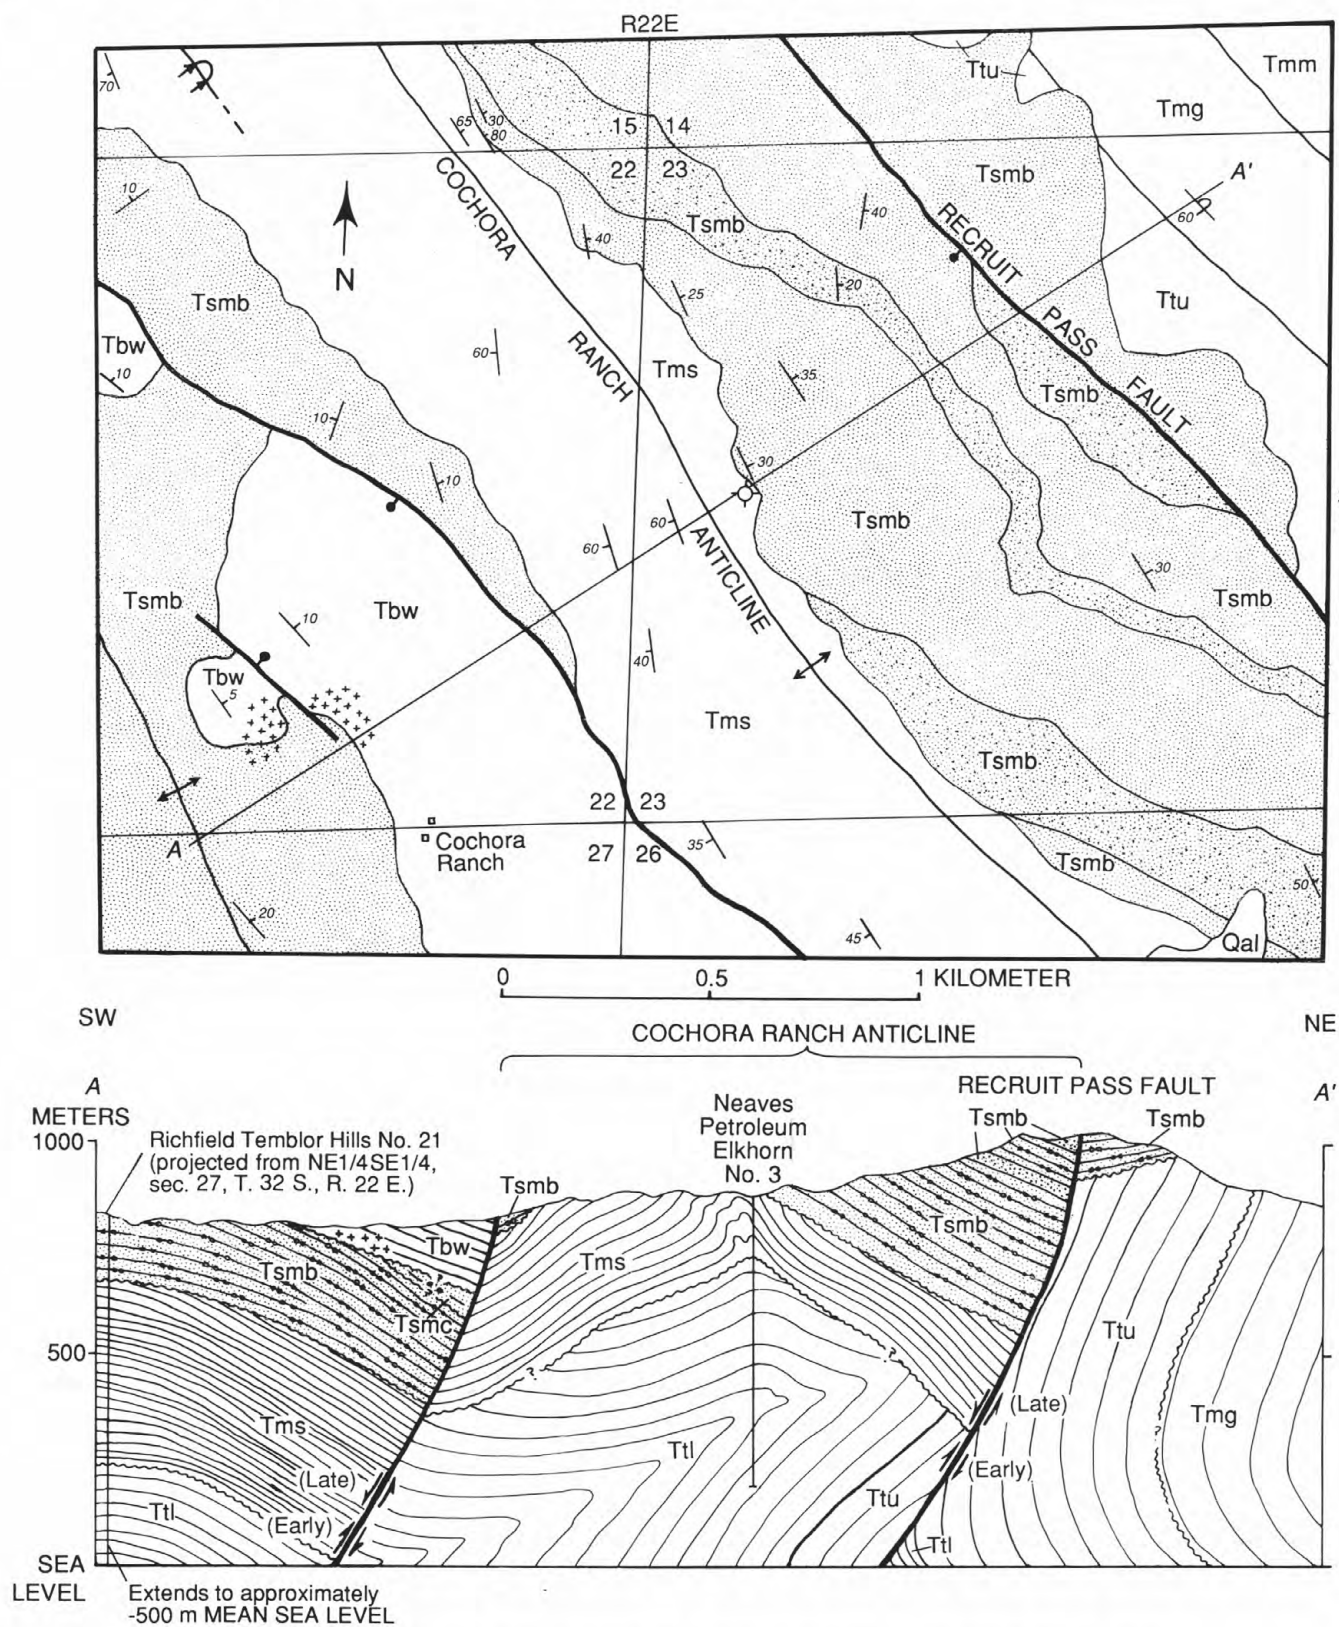 R22E
70
Ttu
Tmm
Tmg
65
30
80
15 14
22 23
Tsmb
A'
60
10
COCHORA
Tsmb
40
40
RECRUIT
N
Tsmb
25
20
Ttu
Tbw
10
60
RANCH
Tms
35
PASS
Tsmb
FAULT
10
10
30
60
60
ANTICLINE
Tsmb
30
Tsmb
Tsmb
10
Tbw
40
Tbw
5
Tms
Tsmb
22 23
A
Cochora
Ranch
27 26
35
Tsmb
50
20
45
Qal
0 0.5 1 KILOMETER
SW NE
COCHORA RANCH ANTICLINE
A
RECRUIT PASS FAULT
A'
METERS
1000
Richfield Temblor Hills No. 21
(projected from NE1/4SE1/4,
sec. 27, T. 32 S., R. 22 E.)
Neaves
Petroleum
Elkhorn
No. 3
Tsmb
Tsmb
Tsmb
Tbw
Tsmb
Tms
Tsmb
?
Tsmc
500
?
?
Ttu
Tms
Ttl
(Late)
Tmg
(Late)
(Early)
Ttl
(Early)
Ttu
Ttl
SEA
LEVEL
Extends to approximately
-500 m MEAN SEA LEVEL